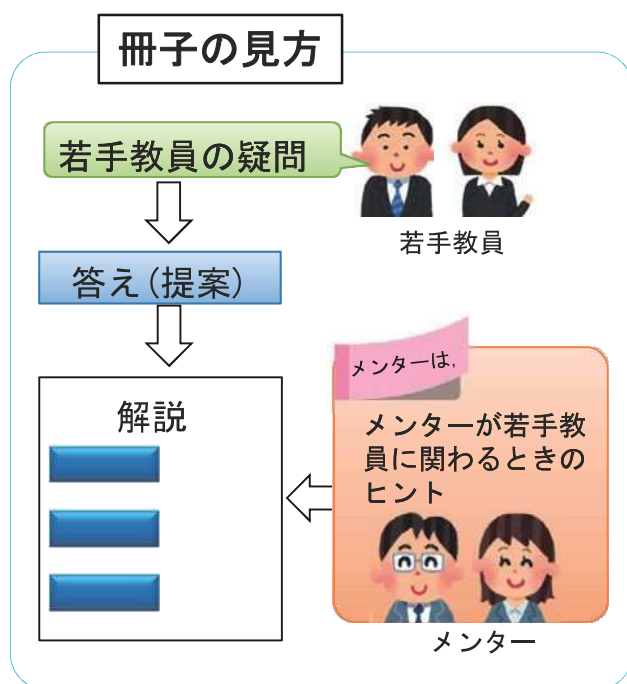 冊子の見方
若手教員の疑問
若手教員
答え(提案)
解説
メンターは,
メンターが若手教
員に関わるときの
ヒント
メンター